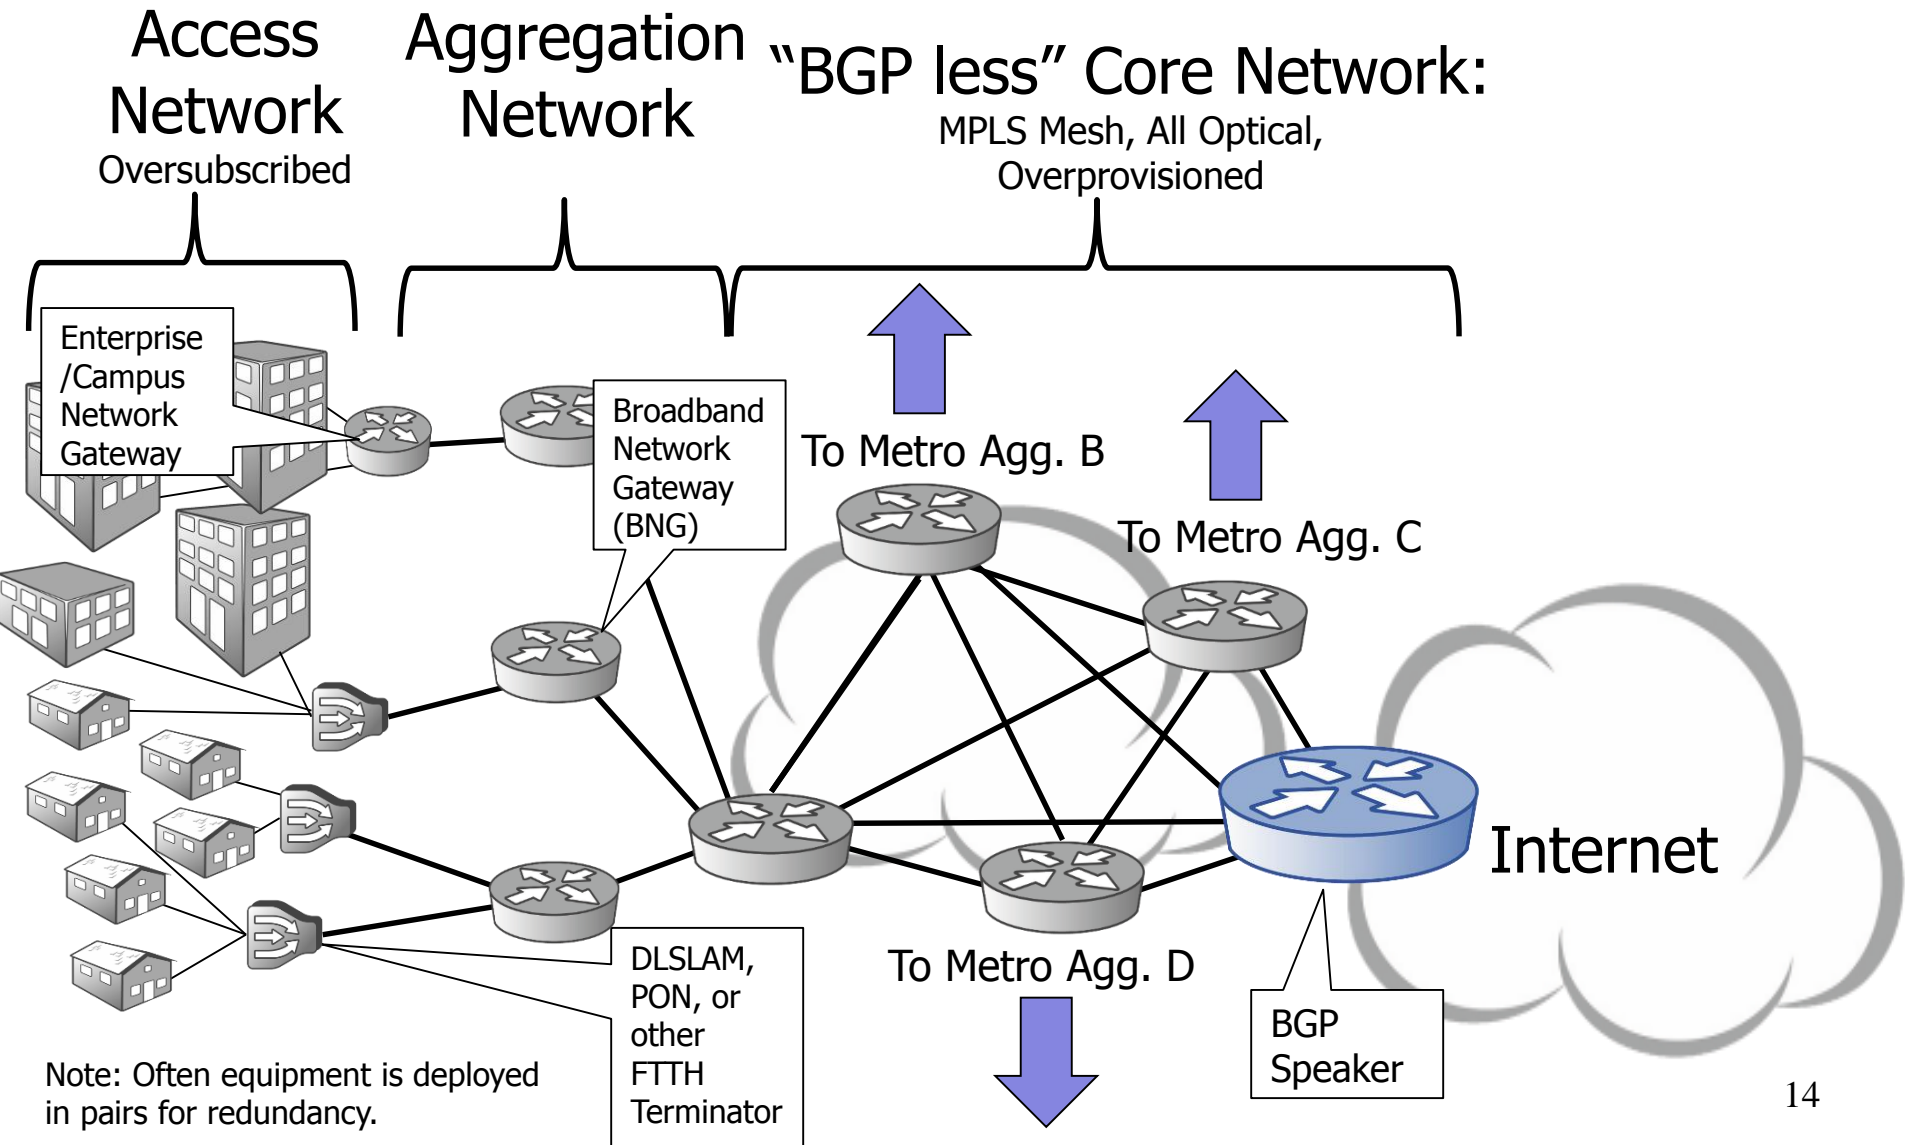 Access
Network
Oversubscribed
Aggregation
Network
“BGP less” Core Network:
MPLS Mesh, All Optical,
Overprovisioned
Enterprise
/Campus
Network
Gateway
Broadband
Network
Gateway
(BNG)
To Metro Agg. B
To Metro Agg. C
Internet
To Metro Agg. D
DLSLAM,
PON, or
other
FTTH
Terminator
BGP
Speaker
Note: Often equipment is deployed
in pairs for redundancy.
14